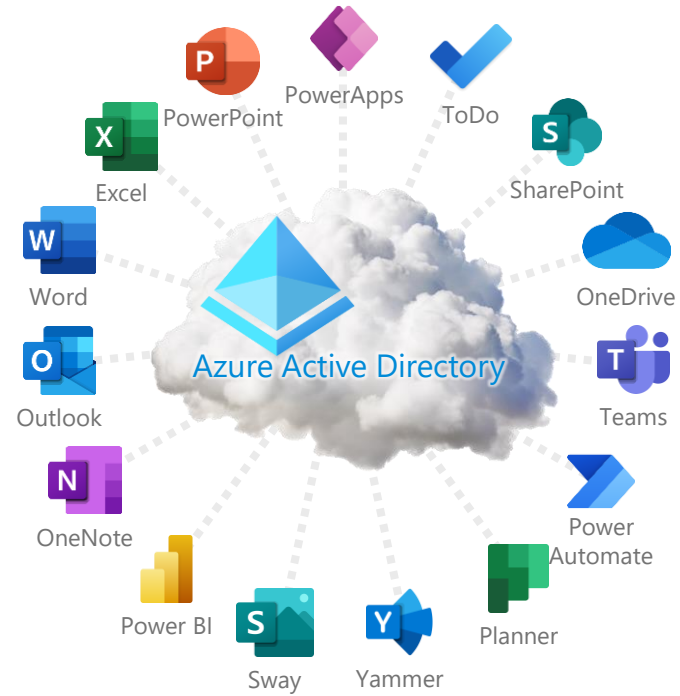 P
PowerPoint
PowerApps
ToDo
X
Excel
S
SharePoint
W
Word
OneDrive
Azure Active Directory
O
Outlook
T
Teams
N
OneNote
Power
Automate
Power BI
S
Sway
Y
Yammer
Planner